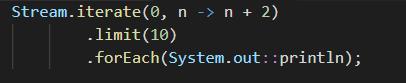 Stream.iterate(0, n -> n + 2)
.limit(10)
.forEach(System.out::println);